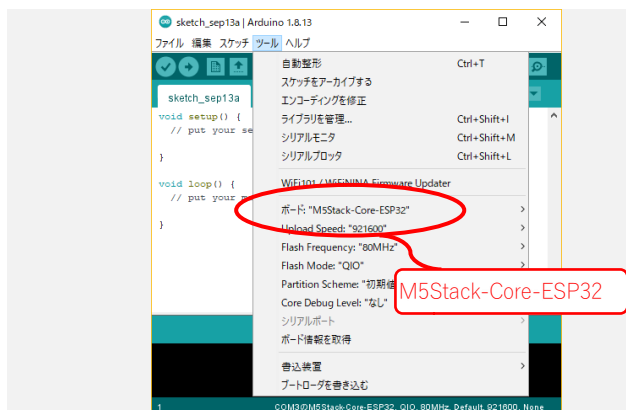 sketch_sep13a | Arduino 1.8.13
ファイル 編集 スケッチ ツール ヘルプ
自動整形 Ctrl+T
スケッチをアーカイブする
エンコーディングを修正
ライブラリを管理... Ctrl+Shift+I
シリアルモニタ Ctrl+Shift+M
シリアルプロッタ Ctrl+Shift+L
WiFi101 / WiFiNINA Firmware Updater
ボード: "M5Stack-Core-ESP32"
Upload Speed: "921600"
Flash Frequency: "80MHz"
Flash Mode: "QIO"
Partition Scheme: "初期値
Core Debug Level: "なし"
シリアルポート
ボード情報を取得
書込装置
ブートローダを書き込む
sketch_sep13a
void setup() {
// put your se
}
void loop() {
// put your
}
M5Stack-Core-ESP32
1 COM3のM5Stack-Core-ESP32, QIO, 80MHz, Default, 921600, None